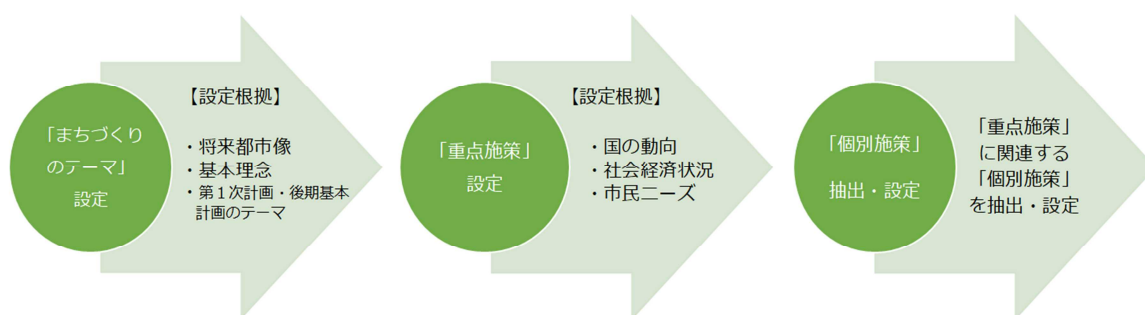 「まちづくり
のテーマ」
設定
【設定根拠】
・将来都市像
・基本理念
・第１次計画・後期基本
計画のテーマ
「重点施策」
設定
【設定根拠】
・国の動向
・社会経済状況
・市民ニーズ
「個別施策」
抽出・設定
「重点施策」
に関連する
「個別施策」
を抽出・設定